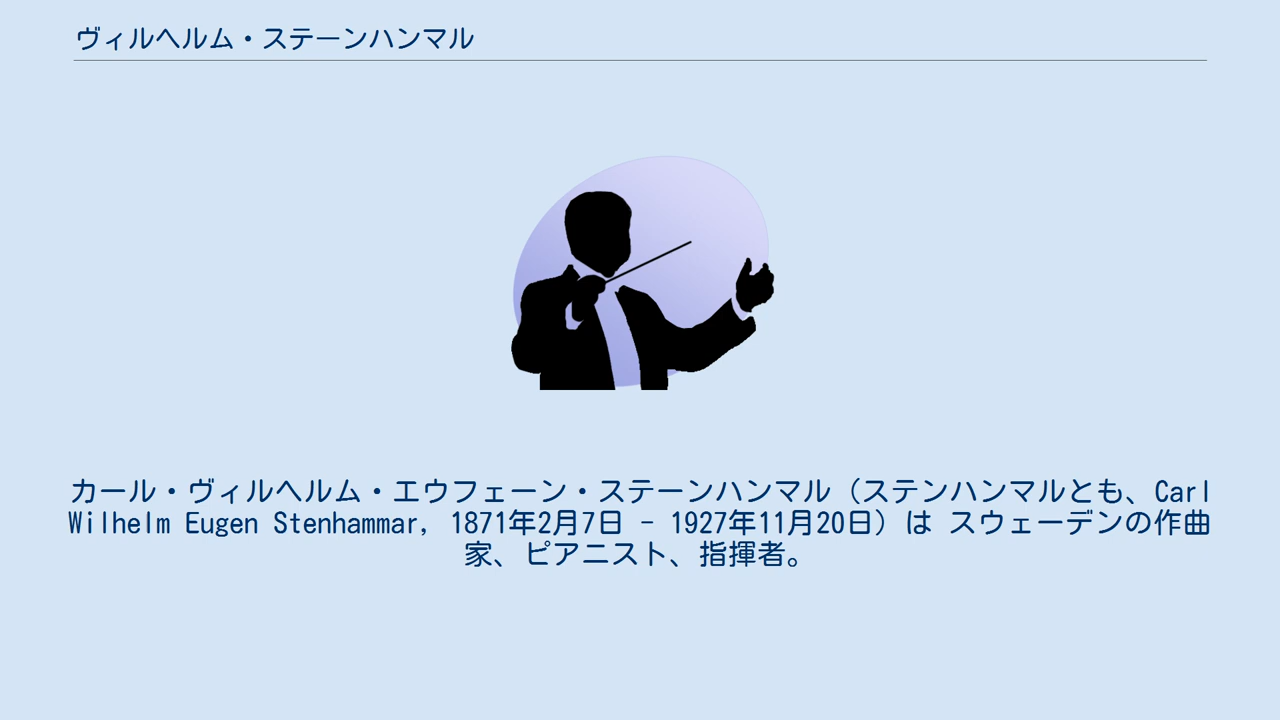 ヴィルヘルム・ステーンハンマル
カール・ヴィルヘルム・エウフェーン・ステーンハンマル（ステンハンマルとも、Carl
Wilhelm Eugen Stenhammar, 1871年2月7日 - 1927年11月20日）は スウェーデンの作曲
家、ピアニスト、指揮者。